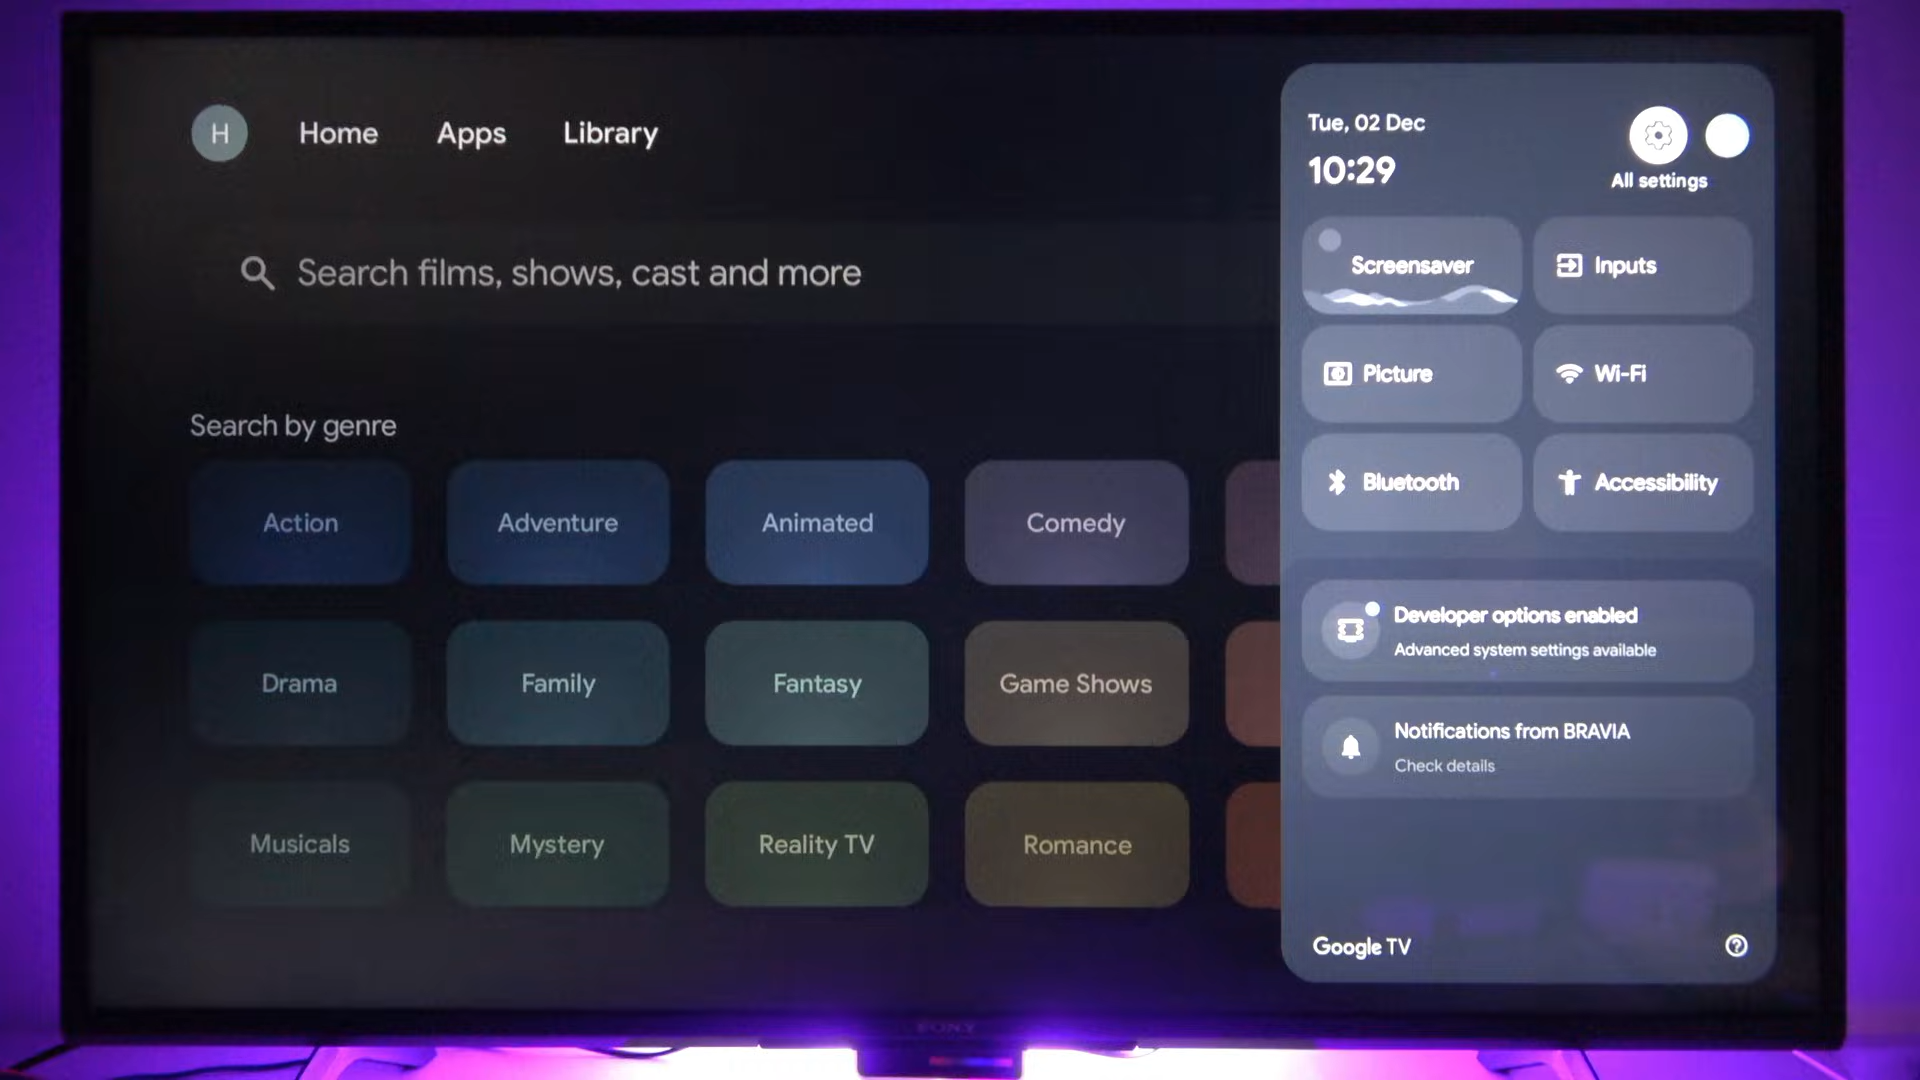 H
Home
Apps
Library
Search films, shows, cast and more
Search by genre
Action
Adventure
Animated
Comedy
Drama
Family
Fantasy
Game Shows
Musicals
Mystery
Reality TV
Romance
Tue, 02 Dec
10:29
All settings
Screensaver
Inputs
Picture
Wi-Fi
Bluetooth
Accessibility
Developer options enabled
Advanced system settings available
Notifications from BRAVIA
Check details
Google TV
SONY